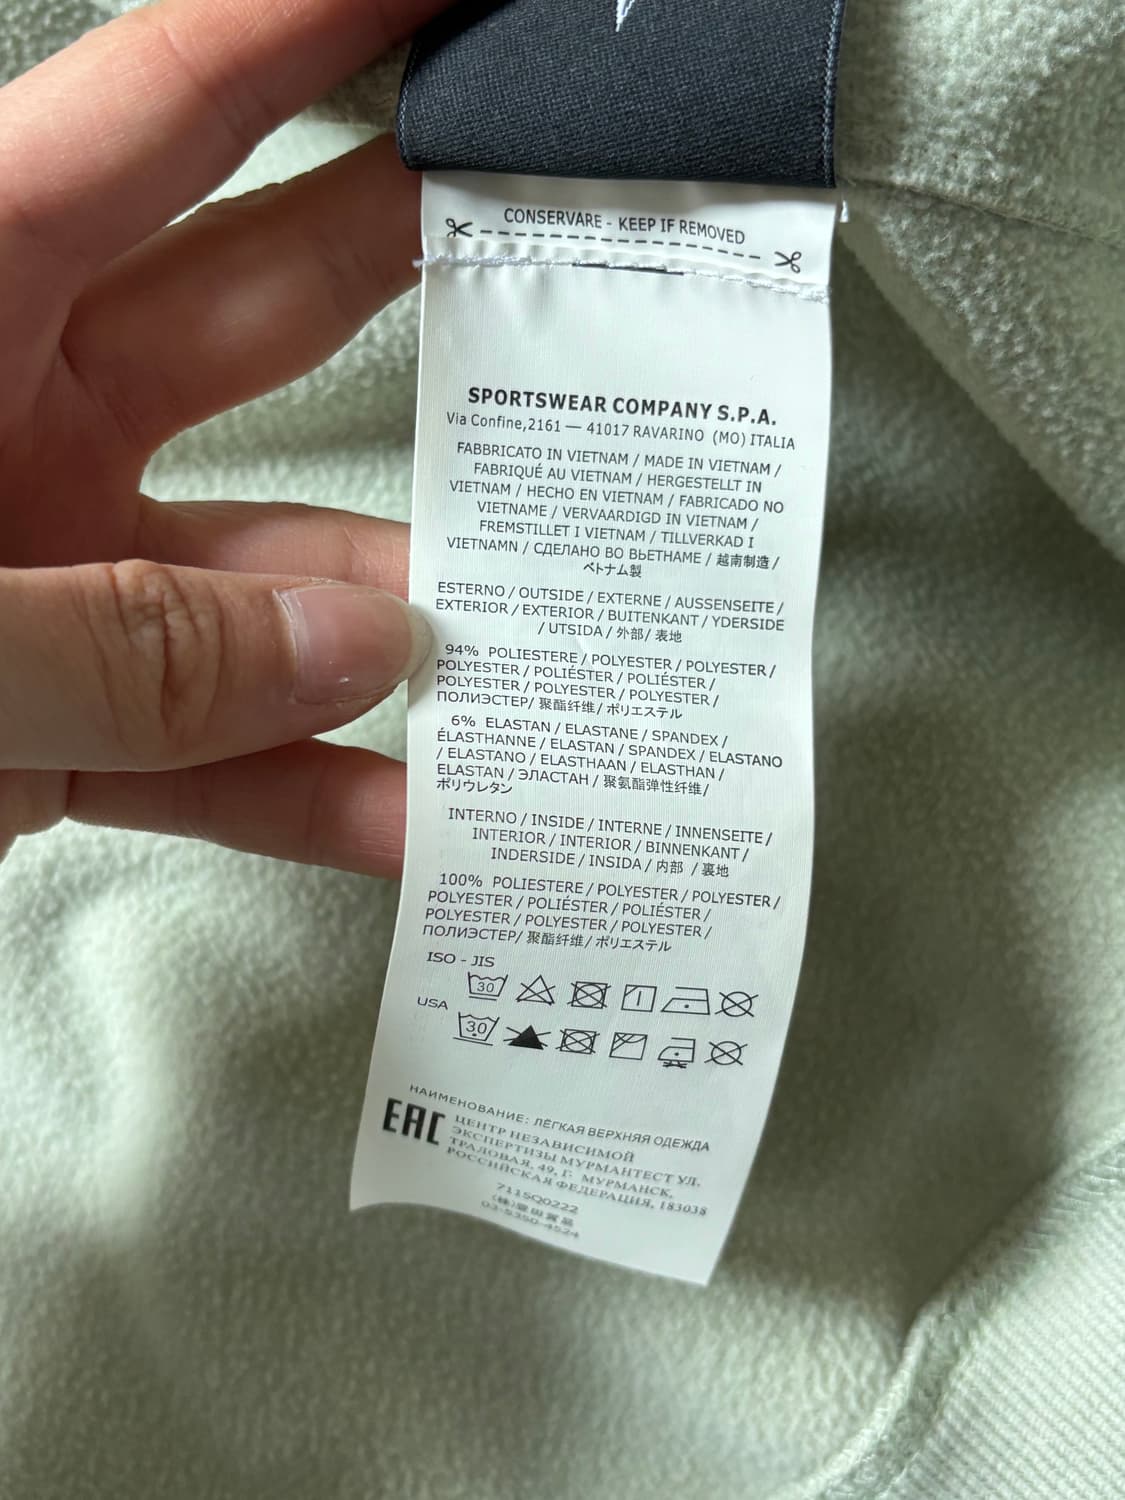 CONSERVARE - KEEP IF REMOVED
SPORTSWEAR COMPANY S.P.A.
Via Confine,2161 — 41017 RAVARINO (MO) ITALIA
FABBRICATO IN VIETNAM / MADE IN VIETNAM /
FABRIQUÉ AU VIETNAM / HERGESTELLT IN
VIETNAM / HECHO EN VIETNAM / FABRICADO NO
VIETNAME / VERVAARDIGD IN VIETNAM /
FREMSTILLET I VIETNAM / TILLVERKAD I
VIETNAMN / СДЕЛАНО ВО ВЬЕТНАМЕ / 越南制造 /
ベトナム製
ESTERNO / OUTSIDE / EXTERNE / AUSSENSEITE /
EXTERIOR / EXTERIOR / BUITENKANT / YDERSIDE
/ UTSIDA / 外部/ 表地
94% POLIESTERE / POLYESTER / POLYESTER /
POLYESTER / POLIÉSTER / POLIÉSTER /
POLYESTER / POLYESTER / POLYESTER /
ПОЛИЭСТЕР/ 聚酯纤维/ ポリエステル
6% ELASTAN / ELASTANE / SPANDEX /
ÉLASTHANNE / ELASTAN / SPANDEX / ELASTANO
/ ELASTANO / ELASTHAAN / ELASTHAN /
ELASTAN / ЭЛАСТАН / 聚氨酯弹性纤维/
ポリウレタン
INTERNO / INSIDE / INTERNE / INNENSEITE /
INTERIOR / INTERIOR / BINNENKANT /
INDERSIDE / INSIDA / 内部 / 裏地
100% POLIESTERE / POLYESTER / POLYESTER /
POLYESTER / POLIÉSTER / POLIÉSTER /
POLYESTER / POLYESTER / POLYESTER /
ПОЛИЭСТЕР/ 聚酯纤维/ ポリエステル
ISO - JIS
30
USA
30
НАИМЕНОВАНИЕ: ЛЁГКАЯ ВЕРХНЯЯ ОДЕЖДА
EAC
ЦЕНТР НЕЗАВИСИМОЙ
ЭКСПЕРТИЗЫ МУРМАНТЕСТ УЛ.
ТРАЛОВАЯ, 49, Г. МУРМАНСК,
РОССИЙСКАЯ ФЕДЕРАЦИЯ, 183038
711SQ0222
03-5350-4524